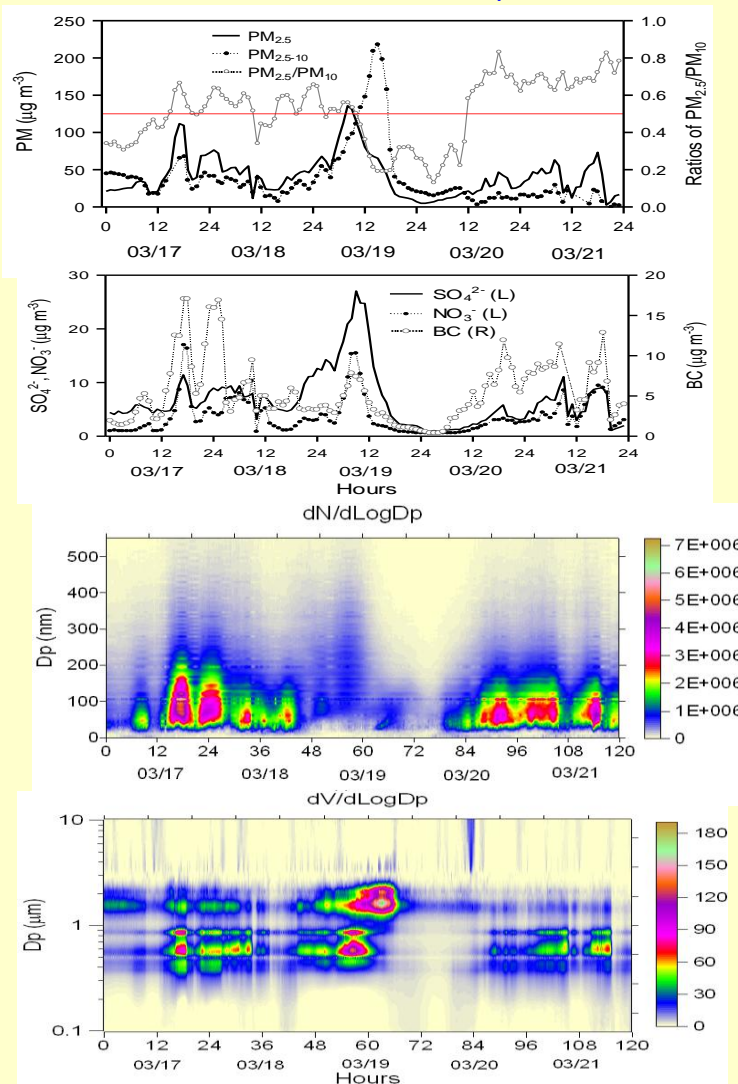 PM2.5
PM2.5-10
PM2.5/PM10
PM (μg m-3)
250
200
150
100
50
0
1.0
0.8
0.6
0.4
0.2
0.0
Ratios of PM2.5/PM10
0 12 24 12 24 12 24 12 24 12 24
03/17 03/18 03/19 03/20 03/21
SO42- (L)
NO3- (L)
BC (R)
SO42-, NO3- (μg m-3)
30
20
10
0
20
15
10
5
0
BC (μg m-3)
0 12 24 12 24 12 24 12 24 12 24
03/17 03/18 03/19 03/20 03/21
Hours
dN/dLogDp
Dp (nm)
500
400
300
200
100
0
7E+006
6E+006
5E+006
4E+006
3E+006
2E+006
1E+006
0
0 12 24 36 48 60 72 84 96 108 120
03/17 03/18 03/19 03/20 03/21
dV/dLogDp
Dp (μm)
10
1
0.1
180
150
120
90
60
30
0
0 12 24 36 48 60 72 84 96 108 120
03/17 03/18 03/19 03/20 03/21
Hours